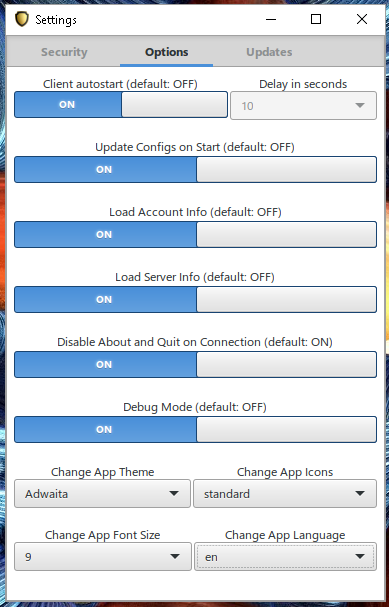 Settings
Security Options Updates
Client autostart (default: OFF) Delay in seconds
ON 10
Update Configs on Start (default: OFF)
ON
Load Account Info (default: OFF)
ON
Load Server Info (default: OFF)
ON
Disable About and Quit on Connection (default: ON)
ON
Debug Mode (default: OFF)
ON
Change App Theme Change App Icons
Adwaita standard
Change App Font Size Change App Language
9 en